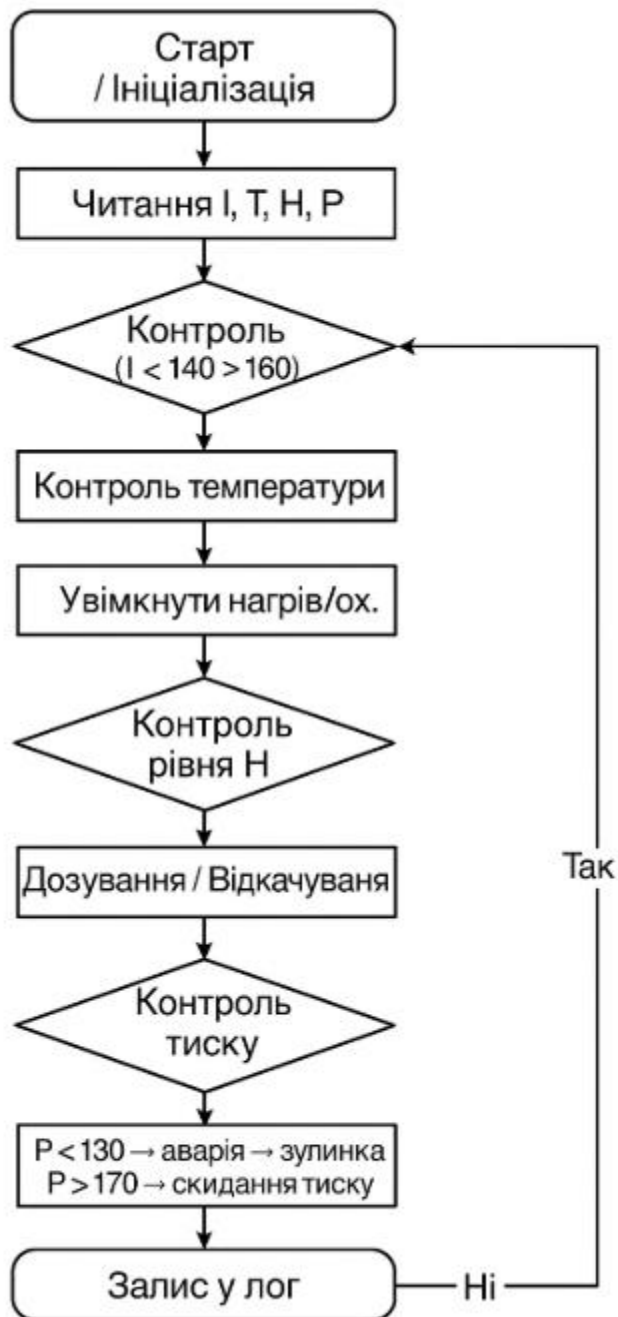 Старт
/ Ініціалізація
Читання І, Т, Н, Р
Контроль
(І < 140 > 160)
Контроль температури
Увімкнути нагрів/ох.
Контроль
рівня Н
Дозування / Відкачуваня
Так
Контроль
тиску
Р < 130 → аварія → зулинка
Р > 170 → скидання тиску
Залис у лог
Ні